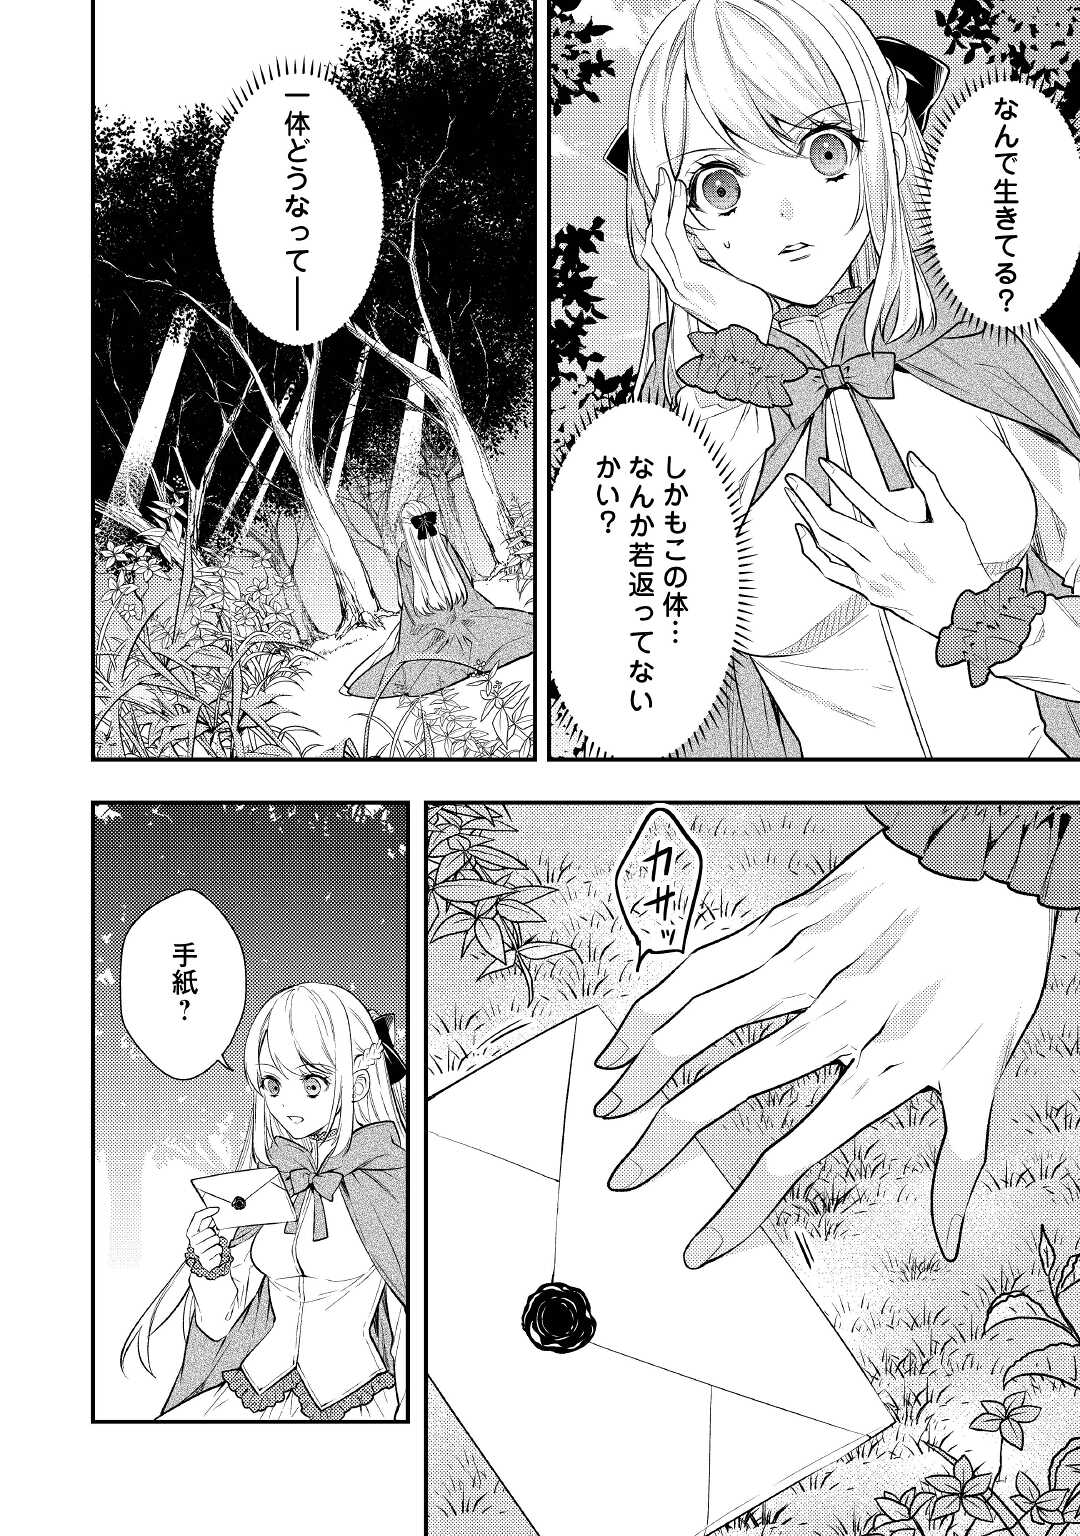 なんで生きてる？
しかもこの体…
なんか若返ってない
かい？
一体どうなって――
カサッ
手紙？